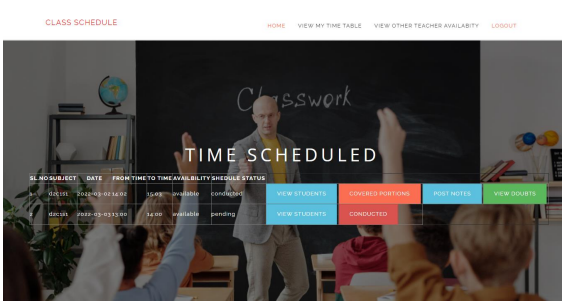 CLASS SCHEDULE
HOME VIEW MY TIME TABLE VIEW OTHER TEACHER AVAILABITY LOGOUT
Classwork
TIME SCHEDULED
SL.NO SUBJECT DATE FROM TIME TO TIME AVAILBILITY SHEDULE STATUS
1 dzc1s1 2022-03-02 14:02 15:03 available conducted VIEW STUDENTS COVERED PORTIONS POST NOTES VIEW DOUBTS
2 dzc1s1 2022-03-03 13:00 14:00 available pending VIEW STUDENTS CONDUCTED